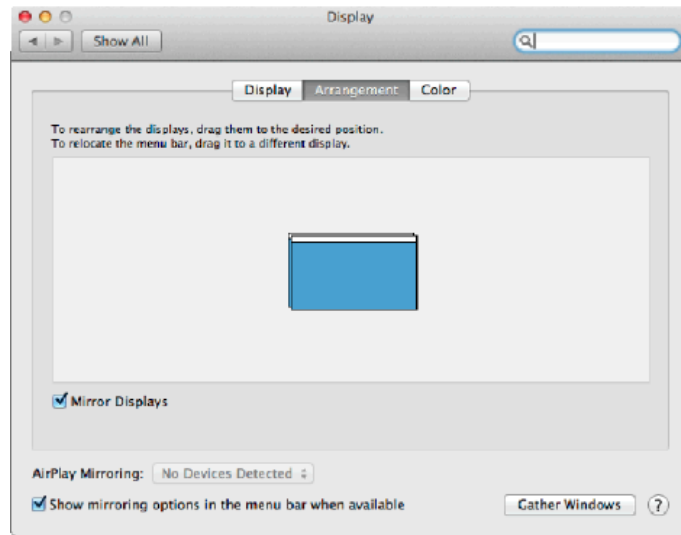 Display
Show All
Display Arrangement Color
To rearrange the displays, drag them to the desired position.
To relocate the menu bar, drag it to a different display.
Mirror Displays
AirPlay Mirroring: No Devices Detected
Show mirroring options in the menu bar when available Gather Windows ?